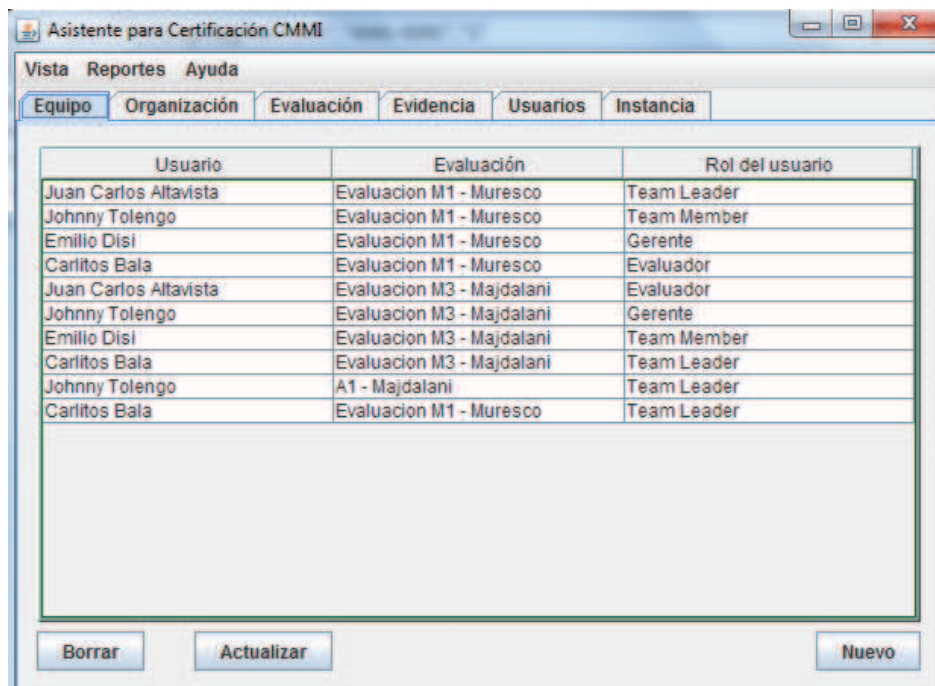 Asistente para Certificación CMMI
Vista Reportes Ayuda
Equipo Organización Evaluación Evidencia Usuarios Instancia
Usuario Evaluación Rol del usuario
Juan Carlos Altavista Evaluacion M1 - Muresco Team Leader
Johnny Tolengo Evaluacion M1 - Muresco Team Member
Emilio Disi Evaluacion M1 - Muresco Gerente
Carlitos Bala Evaluacion M1 - Muresco Evaluador
Juan Carlos Altavista Evaluacion M3 - Majdalani Evaluador
Johnny Tolengo Evaluacion M3 - Majdalani Gerente
Emilio Disi Evaluacion M3 - Majdalani Team Member
Carlitos Bala Evaluacion M3 - Majdalani Team Leader
Johnny Tolengo A1 - Majdalani Team Leader
Carlitos Bala Evaluacion M1 - Muresco Team Leader
Borrar Actualizar Nuevo